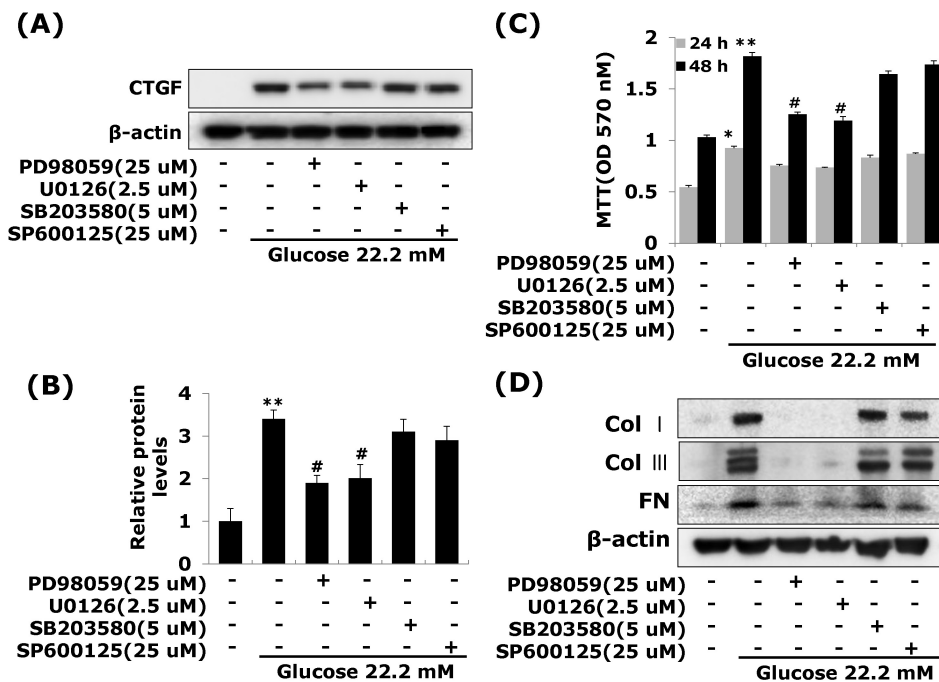 (A)
CTGF
β-actin
PD98059(25 uM) - - + - - -
U0126(2.5 uM) - - - + - -
SB203580(5 uM) - - - - + -
SP600125(25 uM) - - - - - +
Glucose 22.2 mM
(B)
Relative protein
levels
4
3
2
1
0
**
#
#
PD98059(25 uM) - - + - - -
U0126(2.5 uM) - - - + - -
SB203580(5 uM) - - - - + -
SP600125(25 uM) - - - - - +
Glucose 22.2 mM
(C)
MTT(OD 570 nM)
2
1.5
1
0.5
0
24 h
48 h
*
**
#
#
PD98059(25 uM) - - + - - -
U0126(2.5 uM) - - - + - -
SB203580(5 uM) - - - - + -
SP600125(25 uM) - - - - - +
Glucose 22.2 mM
(D)
Col Ⅰ
Col Ⅲ
FN
β-actin
PD98059(25 uM) - - + - - -
U0126(2.5 uM) - - - + - -
SB203580(5 uM) - - - - + -
SP600125(25 uM) - - - - - +
Glucose 22.2 mM